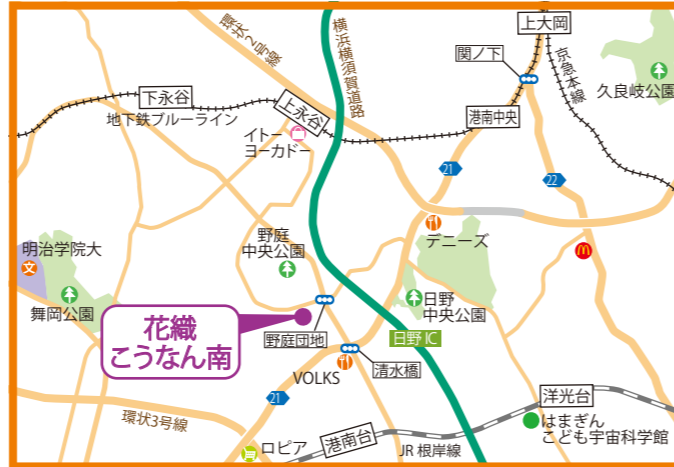 環状2号線
横浜横須賀道路
上大岡
関ノ下
京急本線
久良岐公園
下永谷
地下鉄ブルーライン
上永谷
イトー
ヨーカドー
港南中央
21
22
デニーズ
明治学院大
文
舞岡公園
野庭
中央公園
花織
こうなん南
野庭団地
日野
中央公園
日野IC
VOLKS
清水橋
21
環状3号線
ロピア
港南台
JR根岸線
洋光台
はまぎん
こども宇宙科学館